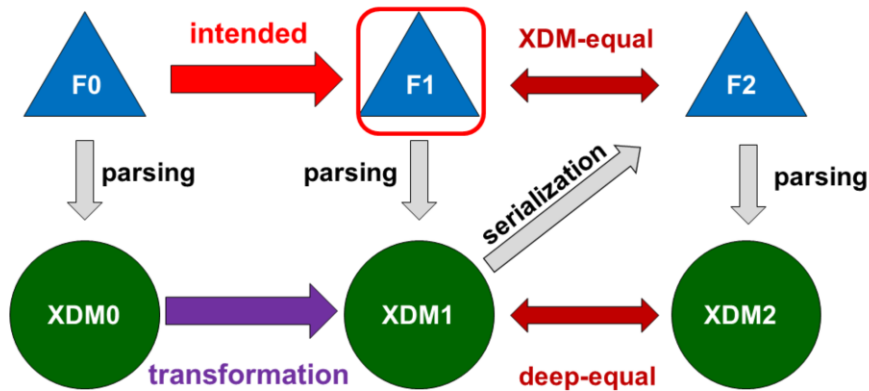 intended
XDM-equal
F0
F1
F2
parsing
parsing
serialization
parsing
XDM0
XDM1
XDM2
transformation
deep-equal